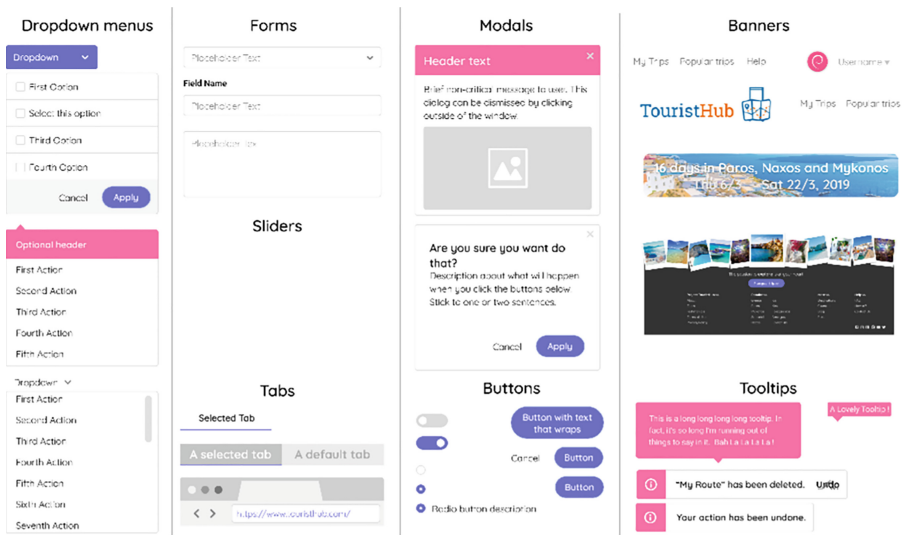 Dropdown menus
Dropdown
First Option
Select this option
Third Option
Fourth Option
Cancel
Apply
Optional header
First Action
Second Action
Third Action
Fourth Action
Fifth Action
Dropdown
First Action
Second Action
Third Action
Fourth Action
Fifth Action
Sixth Action
Seventh Action
Forms
Placeholder Text
Field Name
Placeholder Text
Placeholder Text
Sliders
Tabs
Selected Tab
A selected tab
A default tab
https://www.touristhub.com/
Modals
Header text
Brief non-critical message to user. This
dialog can be dismissed by clicking
outside of the window.
Are you sure you want do
that?
Description about what will happen
when you click the buttons below
Stick to one or two sentences.
Cancel
Apply
Buttons
Button with text
that wraps
Cancel
Button
Button
Radio button description
Banners
My Trips Popular trips Help
Username
TouristHub
My Trips Popular trips
16 days in Paros, Naxos and Mykonos
Thu 6/3 - Sat 22/3, 2019
Tooltips
This is a long long long long tooltip. In
fact, it's so long I'm running out of
things to say in it. Bah La La La La!
A Lovely Tooltip !
"My Route" has been deleted. Undo
Your action has been undone.